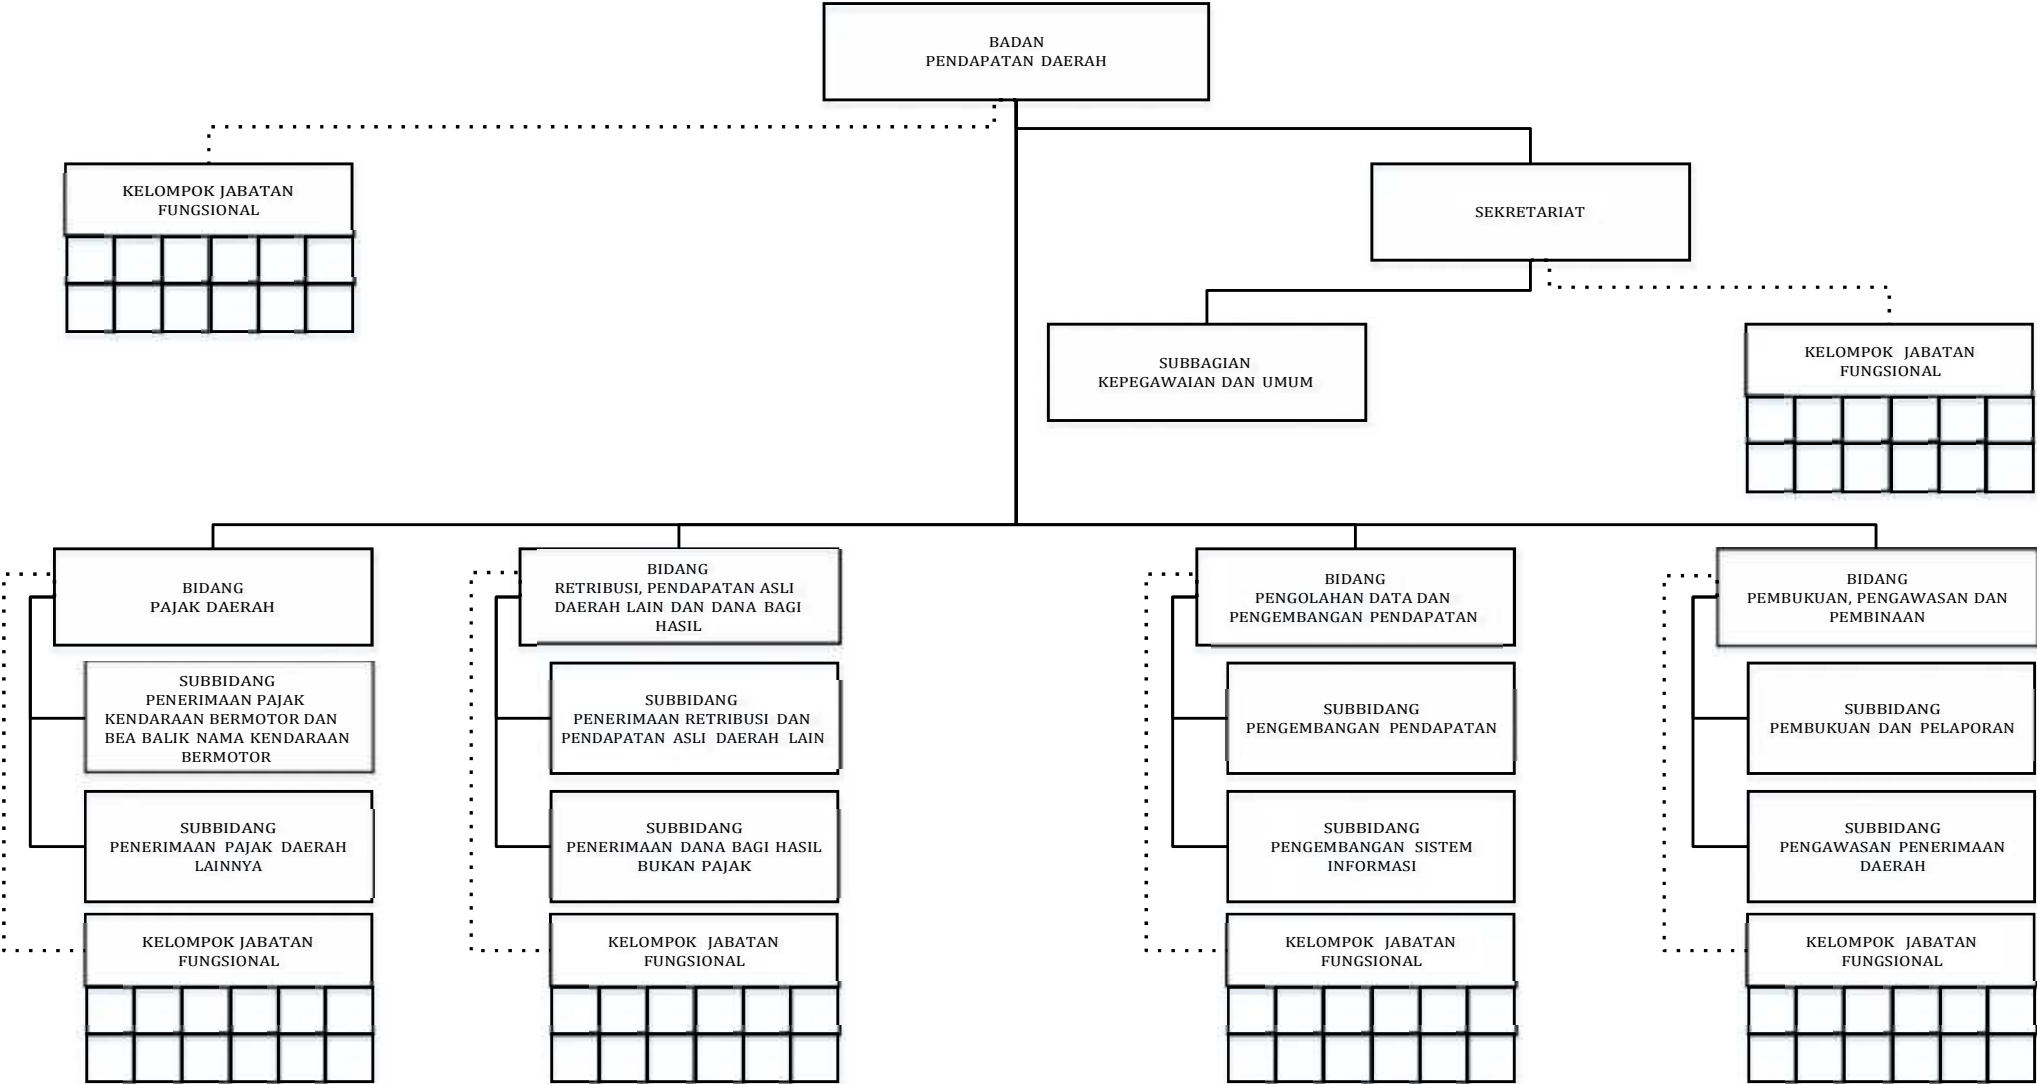 BADAN
PENDAPATAN DAERAH
KELOMPOK JABATAN
FUNGSIONAL
SEKRETARIAT
SUBBAGIAN
KEPEGAWAIAN DAN UMUM
KELOMPOK JABATAN
FUNGSIONAL
BIDANG
PAJAK DAERAH
SUBBIDANG
PENERIMAAN PAJAK
KENDARAAN BERMOTOR DAN
BEA BALIK NAMA KENDARAAN
BERMOTOR
SUBBIDANG
PENERIMAAN PAJAK DAERAH
LAINNYA
KELOMPOK JABATAN
FUNGSIONAL
BIDANG
RETRIBUSI, PENDAPATAN ASLI
DAERAH LAIN DAN DANA BAGI
HASIL
SUBBIDANG
PENERIMAAN RETRIBUSI DAN
PENDAPATAN ASLI DAERAH LAIN
SUBBIDANG
PENERIMAAN DANA BAGI HASIL
BUKAN PAJAK
KELOMPOK JABATAN
FUNGSIONAL
BIDANG
PENGOLAHAN DATA DAN
PENGEMBANGAN PENDAPATAN
SUBBIDANG
PENGEMBANGAN PENDAPATAN
SUBBIDANG
PENGEMBANGAN SISTEM
INFORMASI
KELOMPOK JABATAN
FUNGSIONAL
BIDANG
PEMBUKUAN, PENGAWASAN DAN
PEMBINAAN
SUBBIDANG
PEMBUKUAN DAN PELAPORAN
SUBBIDANG
PENGAWASAN PENERIMAAN
DAERAH
KELOMPOK JABATAN
FUNGSIONAL